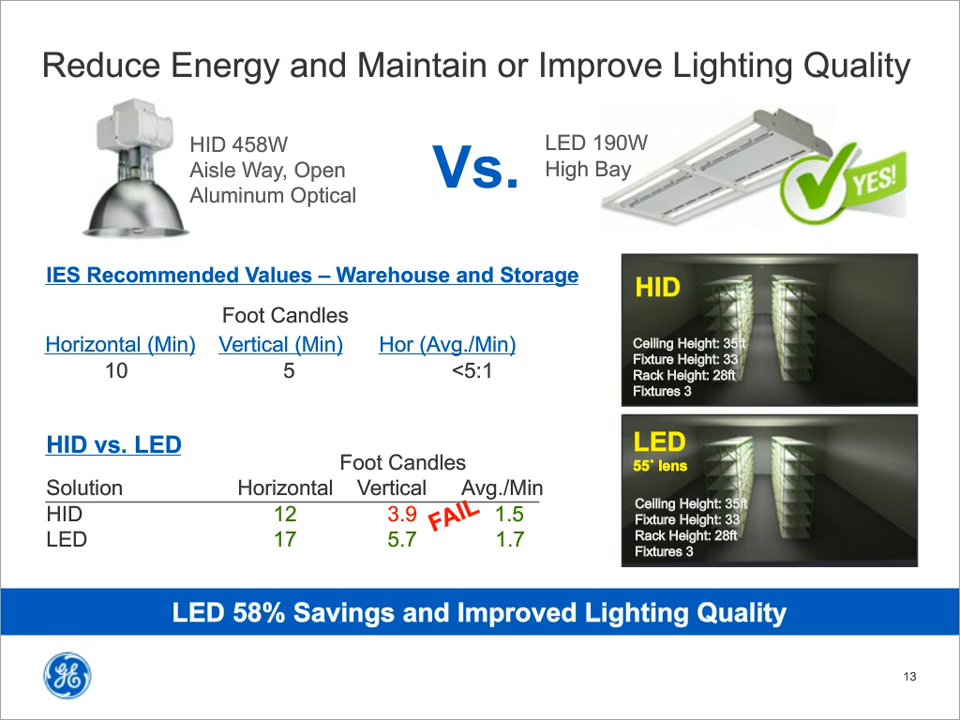 Reduce Energy and Maintain or Improve Lighting Quality
HID 458W
Aisle Way, Open
Aluminum Optical
Vs.
LED 190W
High Bay
YES!
IES Recommended Values – Warehouse and Storage
Foot Candles
Horizontal (Min) Vertical (Min) Hor (Avg./Min)
10 5 <5:1
HID
Ceiling Height: 35ft
Fixture Height: 33
Rack Height: 28ft
Fixtures 3
HID vs. LED
Foot Candles
Solution Horizontal Vertical Avg./Min
HID 12 3.9 FAIL 1.5
LED 17 5.7 1.7
LED
55° lens
Ceiling Height: 35ft
Fixture Height: 33
Rack Height: 28ft
Fixtures 3
LED 58% Savings and Improved Lighting Quality
GE
13